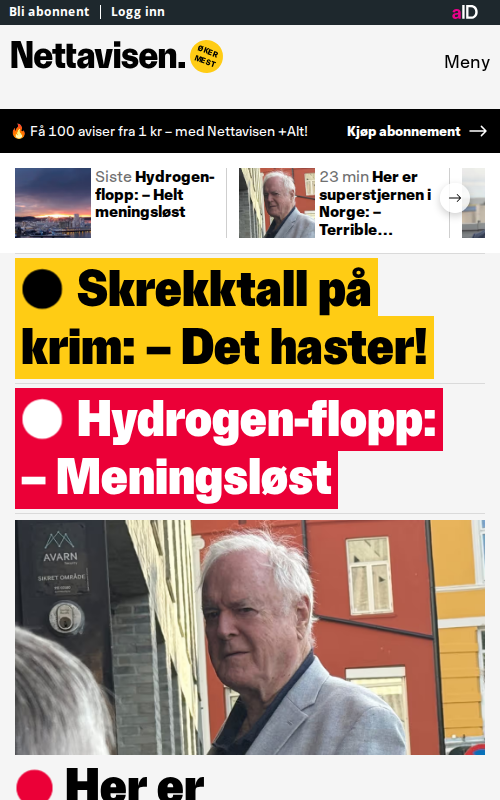 Bli abonnent | Logg inn
aID
Nettavisen.
ØKER
MEST
Meny
🔥 Få 100 aviser fra 1 kr – med Nettavisen +Alt!
Kjøp abonnement →
Siste Hydrogen-
flopp: – Helt
meningsløst
23 min Her er
superstjernen i
Norge: –
Terrible...
Skrekktall på
krim: – Det haster!
Hydrogen-flopp:
– Meningsløst
AVARN
SIKRET OMRÅDE
Her er